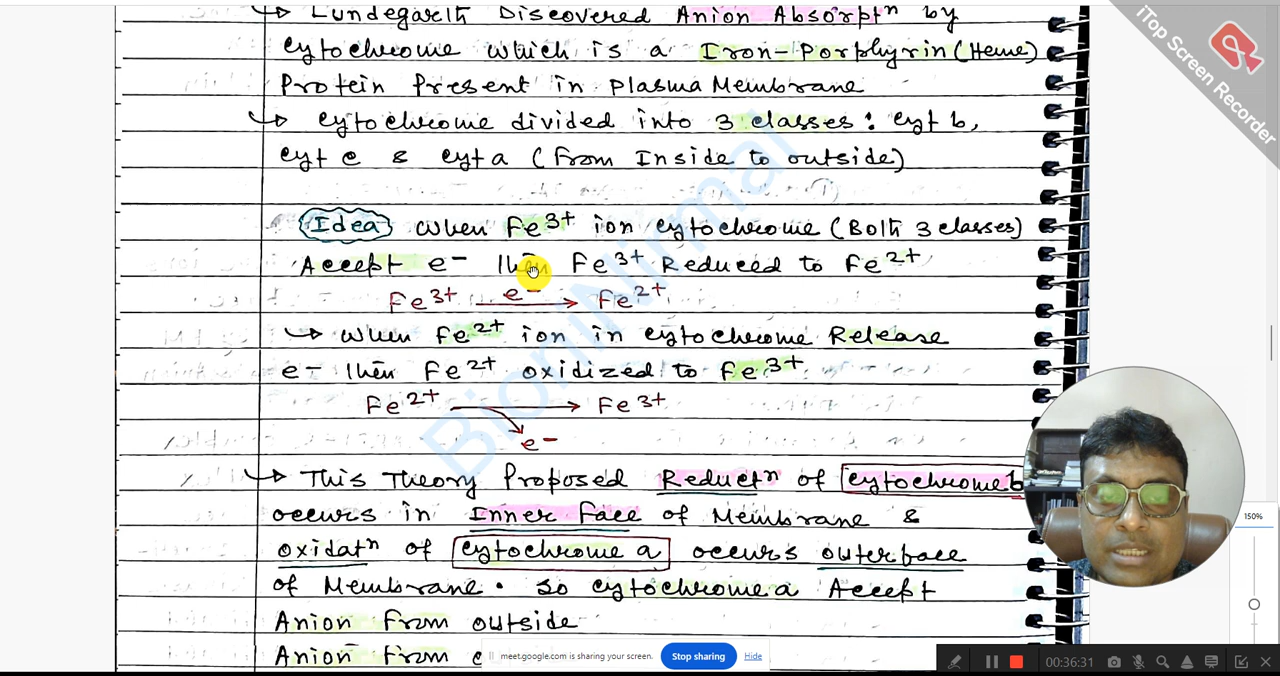 ↳ Lundegarth Discovered Anion Absorptⁿ by
Cytochrome which is a Iron-Porphyrin (Heme)
Protein Present in Plasma Membrane
↳ Cytochrome divided into 3 classes: Cyt b,
Cyt c & Cyt a (From Inside to outside)
Idea When Fe³⁺ ion Cytochrome (Both 3 classes)
Accept e⁻ then Fe³⁺ Reduced to Fe²⁺
Fe³⁺ e⁻ → Fe²⁺
↳ When Fe²⁺ ion in Cytochrome Release
e⁻ then Fe²⁺ oxidized to Fe³⁺
Fe²⁺ → Fe³⁺
e⁻
↳ This Theory Proposed Reductⁿ of Cytochrome b
occurs in Inner Face of Membrane &
Oxidatⁿ of Cytochrome a occurs outerface
of Membrane. So Cytochrome a Accept
Anion From outside
Anion From
BioNirmal
iTop Screen Recorder
150%
meet.google.com is sharing your screen.
Stop sharing
Hide
00:36:31